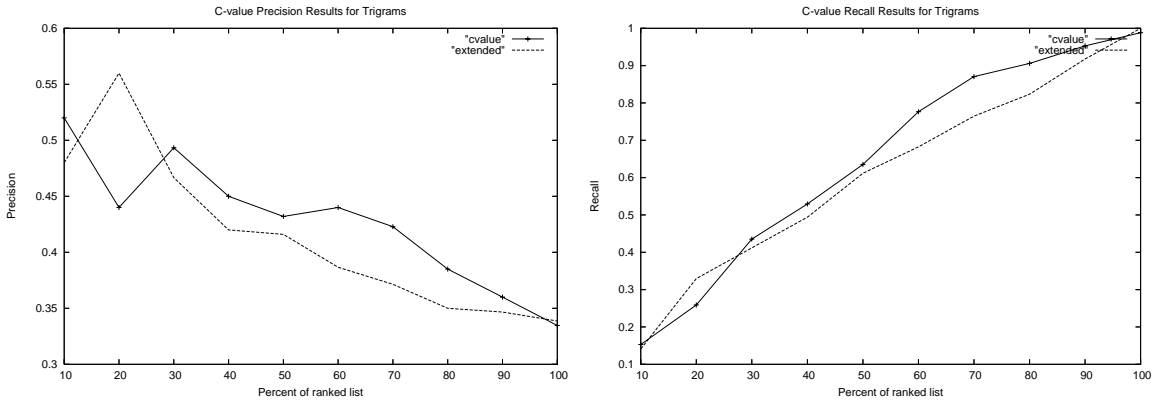 C-value Precision Results for Trigrams
"cvalue"
"extended"
0.6
0.55
0.5
0.45
0.4
0.35
0.3
Precision
10 20 30 40 50 60 70 80 90 100
Percent of ranked list
C-value Recall Results for Trigrams
"cvalue"
"extended"
1
0.9
0.8
0.7
0.6
0.5
0.4
0.3
0.2
0.1
Recall
10 20 30 40 50 60 70 80 90 100
Percent of ranked list